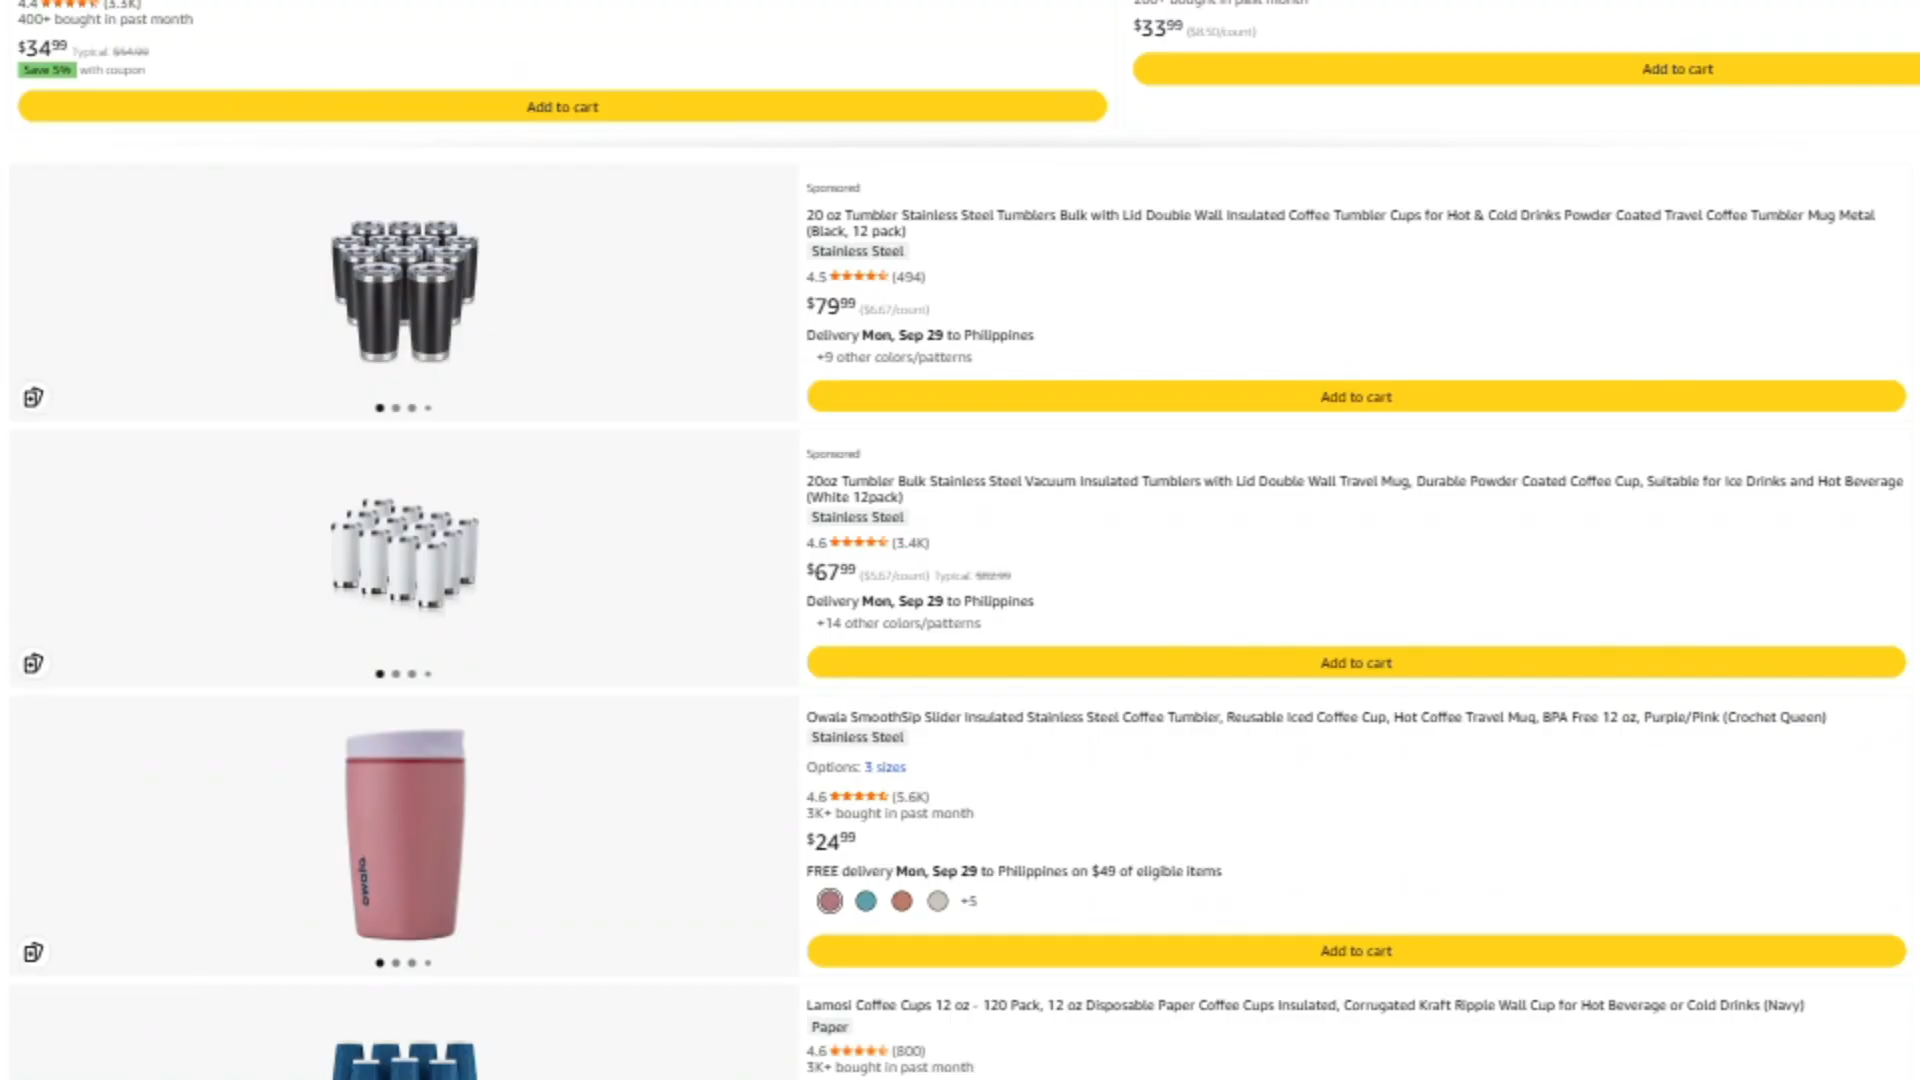 4.4 (3.3K)
400+ bought in past month
$34.99 Typical: $54.99
Save 5% with coupon
Add to cart
$33.99 ($8.50/count)
Add to cart
Sponsored
20 oz Tumbler Stainless Steel Tumblers Bulk with Lid Double Wall Insulated Coffee Tumbler Cups for Hot & Cold Drinks Powder Coated Travel Coffee Tumbler Mug Metal
(Black, 12 pack)
Stainless Steel
4.5 (494)
$79.99 ($6.67/count)
Delivery Mon, Sep 29 to Philippines
+9 other colors/patterns
Add to cart
Sponsored
20oz Tumbler Bulk Stainless Steel Vacuum Insulated Tumblers with Lid Double Wall Travel Mug, Durable Powder Coated Coffee Cup, Suitable for Ice Drinks and Hot Beverage
(White 12pack)
Stainless Steel
4.6 (3.4K)
$67.99 ($5.67/count) Typical: $82.99
Delivery Mon, Sep 29 to Philippines
+14 other colors/patterns
Add to cart
owala
Owala SmoothSip Slider Insulated Stainless Steel Coffee Tumbler, Reusable Iced Coffee Cup, Hot Coffee Travel Mug, BPA Free 12 oz, Purple/Pink (Crochet Queen)
Stainless Steel
Options: 3 sizes
4.6 (5.6K)
3K+ bought in past month
$24.99
FREE delivery Mon, Sep 29 to Philippines on $49 of eligible items
+5
Add to cart
Lamosi Coffee Cups 12 oz - 120 Pack, 12 oz Disposable Paper Coffee Cups Insulated, Corrugated Kraft Ripple Wall Cup for Hot Beverage or Cold Drinks (Navy)
Paper
4.6 (800)
3K+ bought in past month